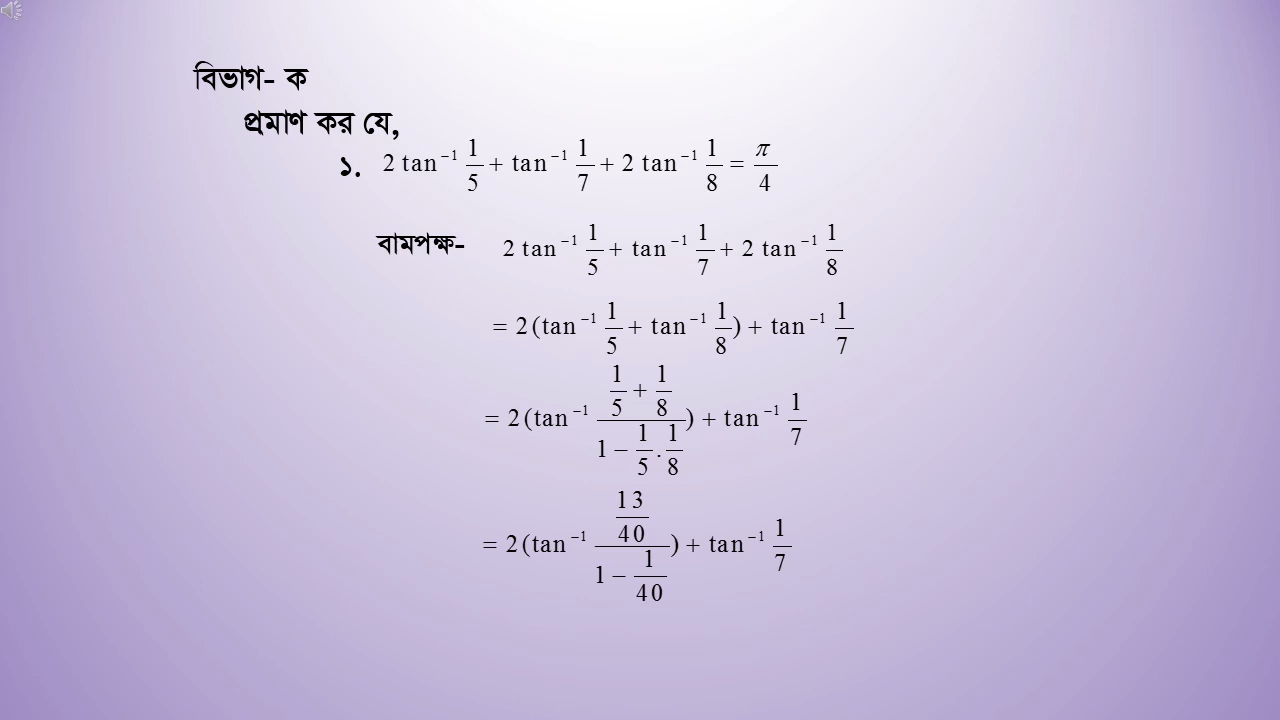 বিভাগ- ক
প্রমাণ কর যে,
১. 2 tan⁻¹ 1/5 + tan⁻¹ 1/7 + 2 tan⁻¹ 1/8 = π/4
বামপক্ষ- 2 tan⁻¹ 1/5 + tan⁻¹ 1/7 + 2 tan⁻¹ 1/8
= 2 (tan⁻¹ 1/5 + tan⁻¹ 1/8) + tan⁻¹ 1/7
= 2 (tan⁻¹ (1/5 + 1/8)/(1 − 1/5 . 1/8)) + tan⁻¹ 1/7
= 2 (tan⁻¹ (13/40)/(1 − 1/40)) + tan⁻¹ 1/7